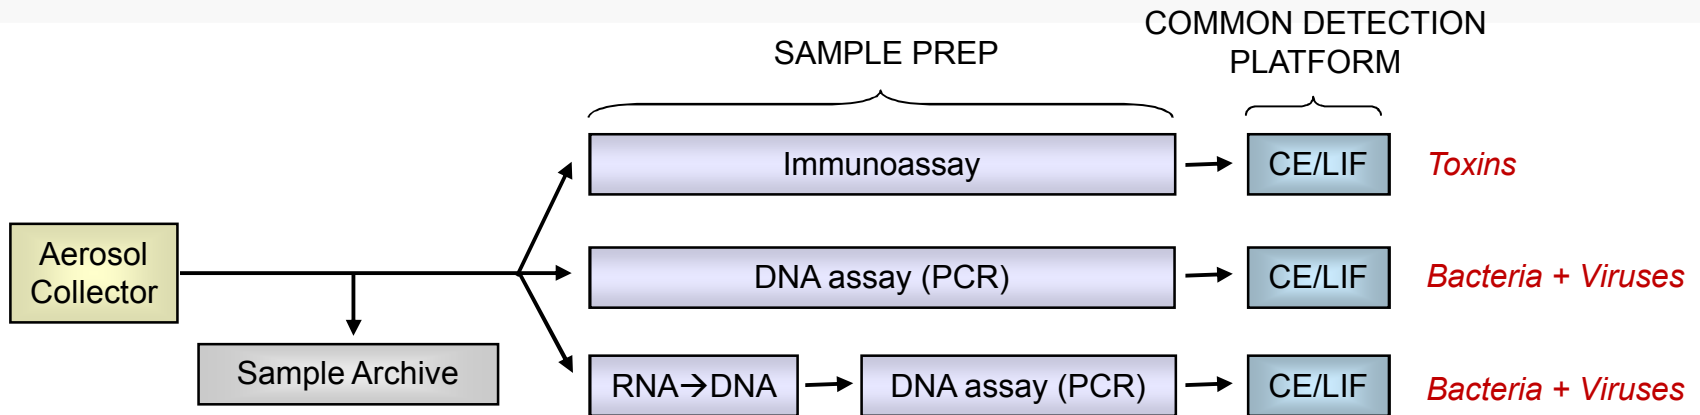 SAMPLE PREP
COMMON DETECTION
PLATFORM
Immunoassay
CE/LIF
Toxins
Aerosol
Collector
DNA assay (PCR)
CE/LIF
Bacteria + Viruses
Sample Archive
RNA→DNA
DNA assay (PCR)
CE/LIF
Bacteria + Viruses